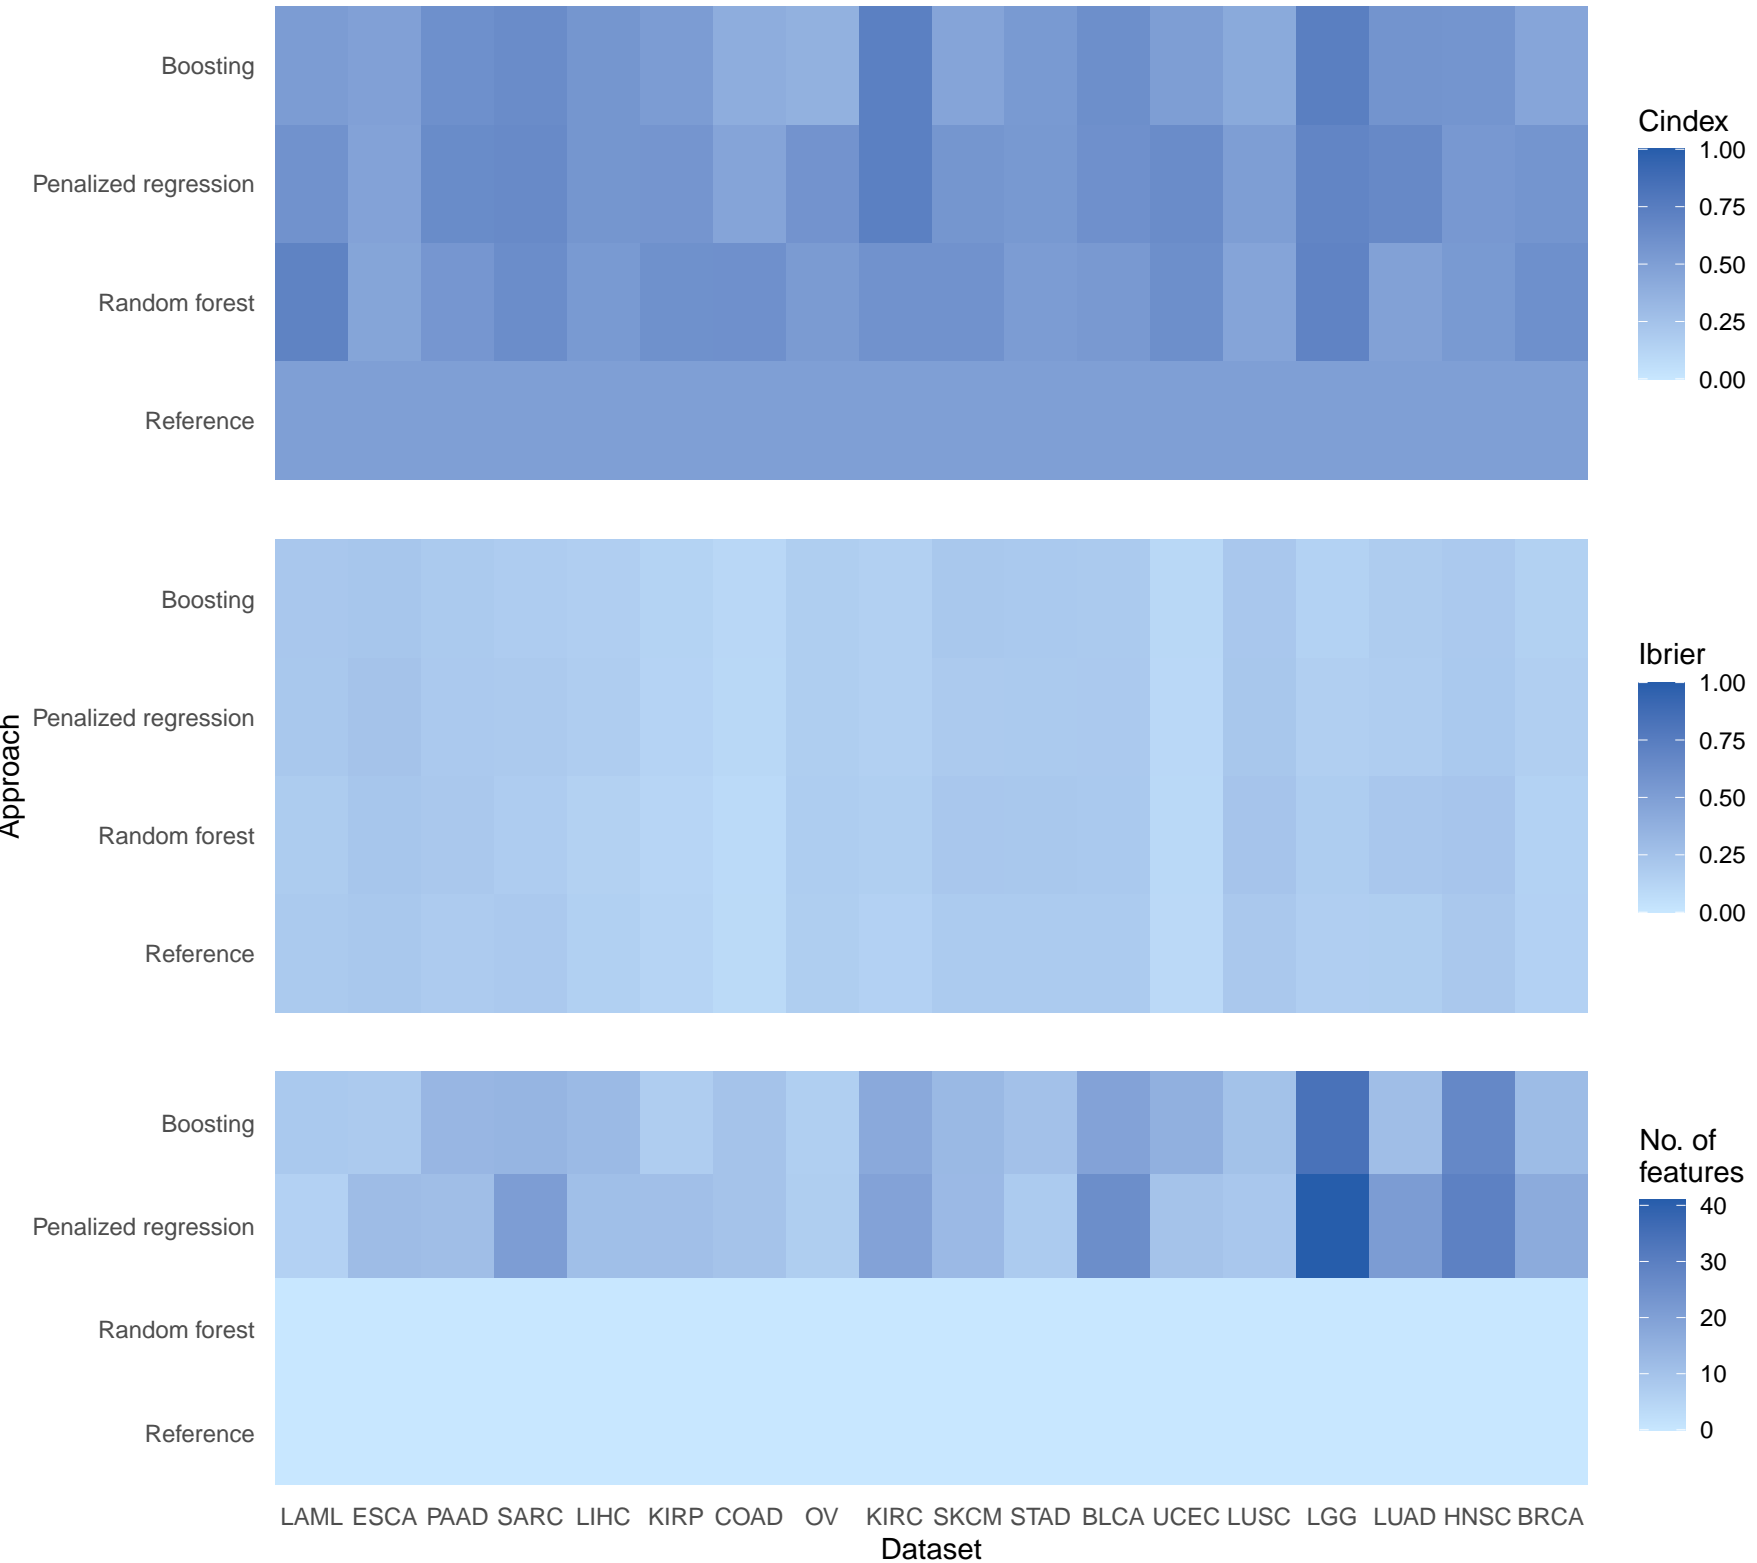 Boosting
Penalized regression
Random forest
Reference
Cindex
1.00
0.75
0.50
0.25
0.00
Approach
Boosting
Penalized regression
Random forest
Reference
Ibrier
1.00
0.75
0.50
0.25
0.00
Boosting
Penalized regression
Random forest
Reference
No. of
features
40
30
20
10
0
LAML ESCA PAAD SARC LIHC KIRP COAD OV KIRC SKCM STAD BLCA UCEC LUSC LGG LUAD HNSC BRCA
Dataset